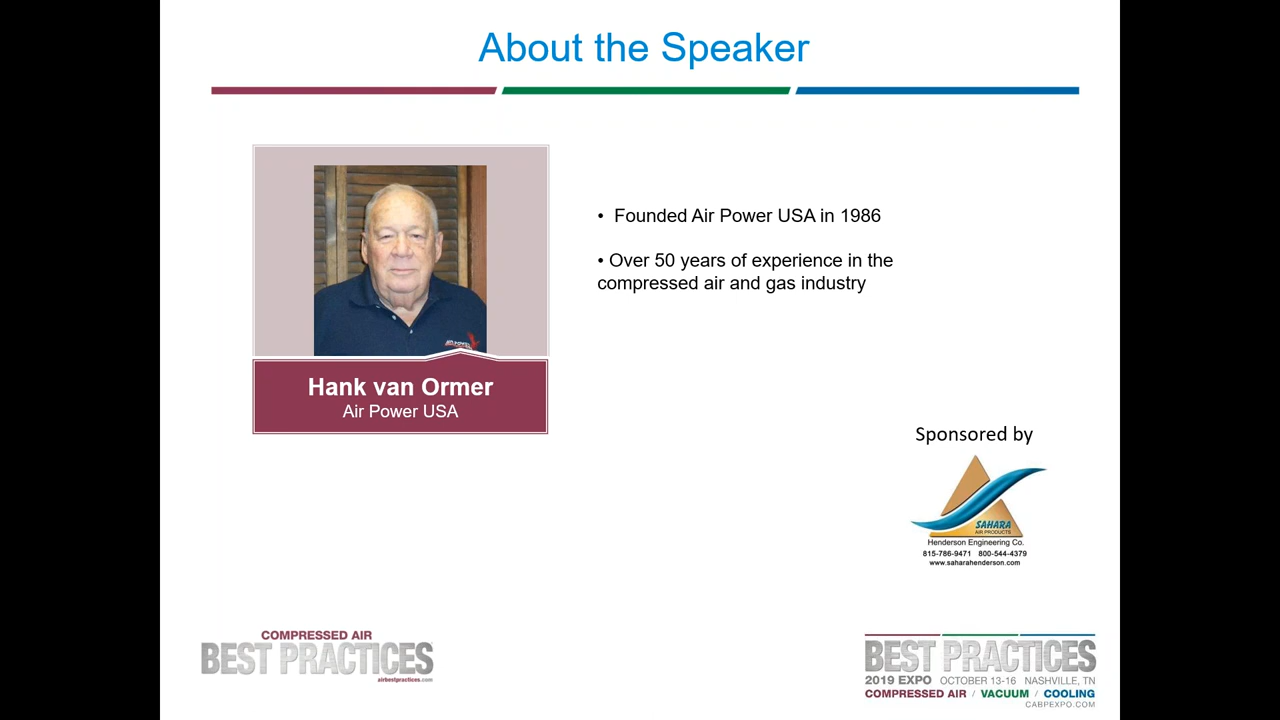 About the Speaker
• Founded Air Power USA in 1986
• Over 50 years of experience in the
compressed air and gas industry
AIR POWER
Hank van Ormer
Air Power USA
Sponsored by
SAHARA
AIR PRODUCTS
Henderson Engineering Co.
815-786-9471 800-544-4379
www.saharahenderson.com
COMPRESSED AIR
BEST PRACTICES
airbestpractices.com
BEST PRACTICES
2019 EXPO OCTOBER 13-16 NASHVILLE, TN
COMPRESSED AIR / VACUUM / COOLING
CABPEXPO.COM